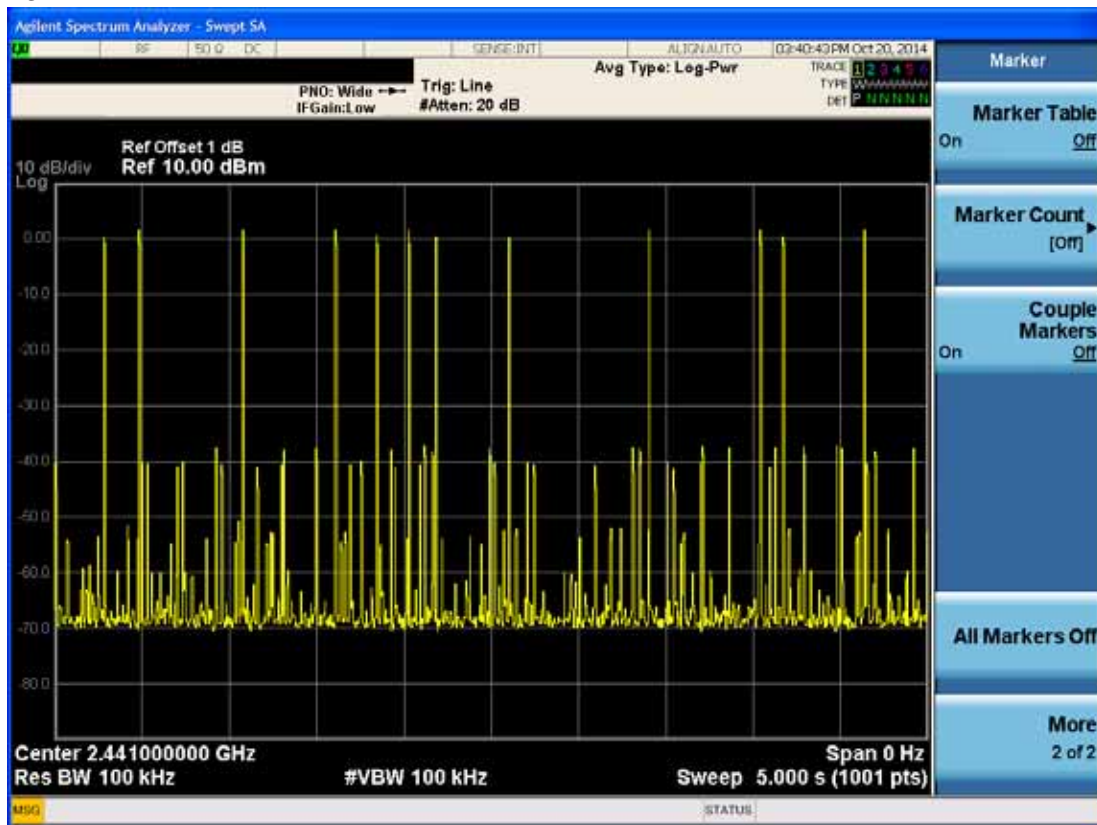 Agilent Spectrum Analyzer - Swept SA
RF 50 Ω DC SENSE:INT ALIGNAUTO 03:40:43PM Oct 20, 2014
Marker
Avg Type: Log-Pwr
TRACE 1 2 3 4 5 6
PNO: Wide Trig: Line
TYPE
IFGain:Low #Atten: 20 dB
DET P N N N N N
Marker Table
On Off
Ref Offset 1 dB
10 dB/div Ref 10.00 dBm
Log
Marker Count
[Off]
0.00
-10.0
Couple
Markers
On Off
-20.0
-30.0
-40.0
-50.0
-60.0
-70.0
All Markers Off
-80.0
More
2 of 2
Center 2.441000000 GHz Span 0 Hz
Res BW 100 kHz #VBW 100 kHz Sweep 5.000 s (1001 pts)
MSG STATUS